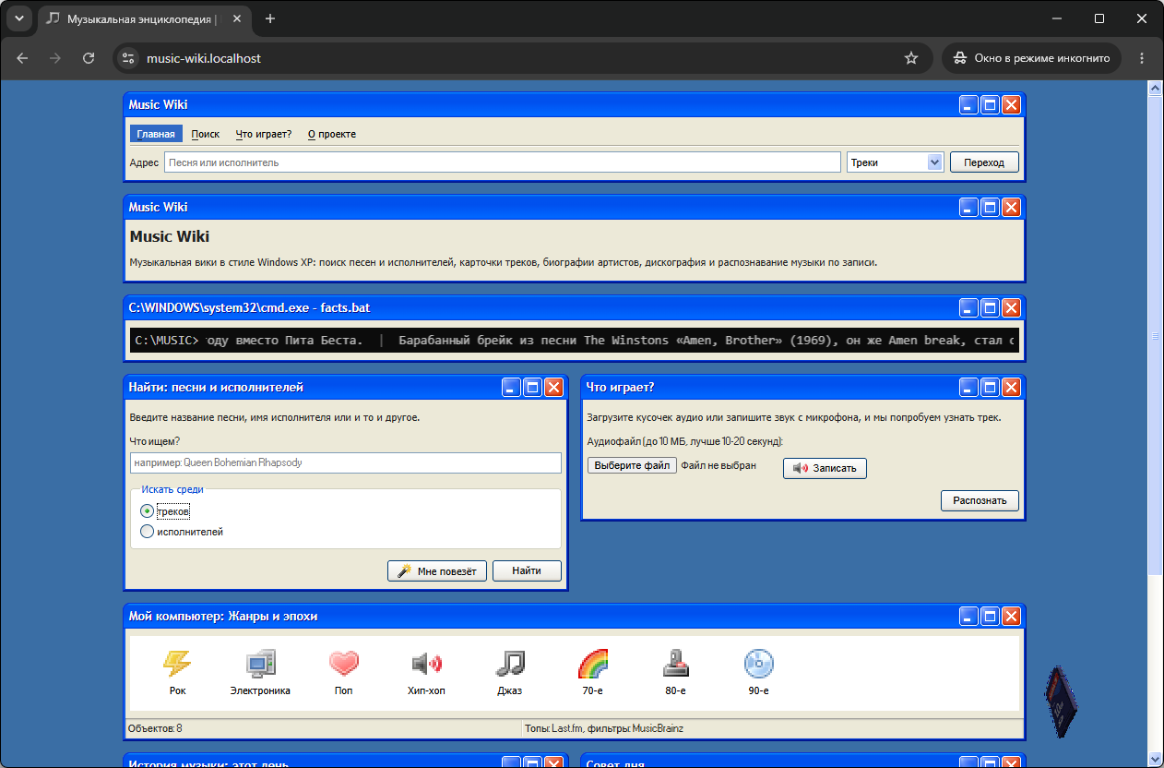 Музыкальная энциклопедия |
music-wiki.localhost
Окно в режиме инкогнито
Music Wiki
Главная Поиск Что играет? О проекте
Адрес Песня или исполнитель Треки Переход
Music Wiki
Music Wiki
Музыкальная вики в стиле Windows XP: поиск песен и исполнителей, карточки треков, биографии артистов, дискография и распознавание музыки по записи.
C:\WINDOWS\system32\cmd.exe - facts.bat
C:\MUSIC> оду вместо Пита Беста. | Барабанный брейк из песни The Winstons «Amen, Brother» (1969), он же Amen break, стал
Найти: песни и исполнителей
Введите название песни, имя исполнителя или и то и другое.
Что ищем?
например: Queen Bohemian Rhapsody
Искать среди
треков
исполнителей
Мне повезёт Найти
Что играет?
Загрузите кусочек аудио или запишите звук с микрофона, и мы попробуем узнать трек.
Аудиофайл (до 10 МБ, лучше 10-20 секунд):
Выберите файл Файл не выбран Записать
Распознать
Мой компьютер: Жанры и эпохи
Рок Электроника Поп Хип-хоп Джаз 70-е 80-е 90-е
Объектов: 8 Топы: Last.fm, фильтры: MusicBrainz
История музыки: этот день
Совет дня